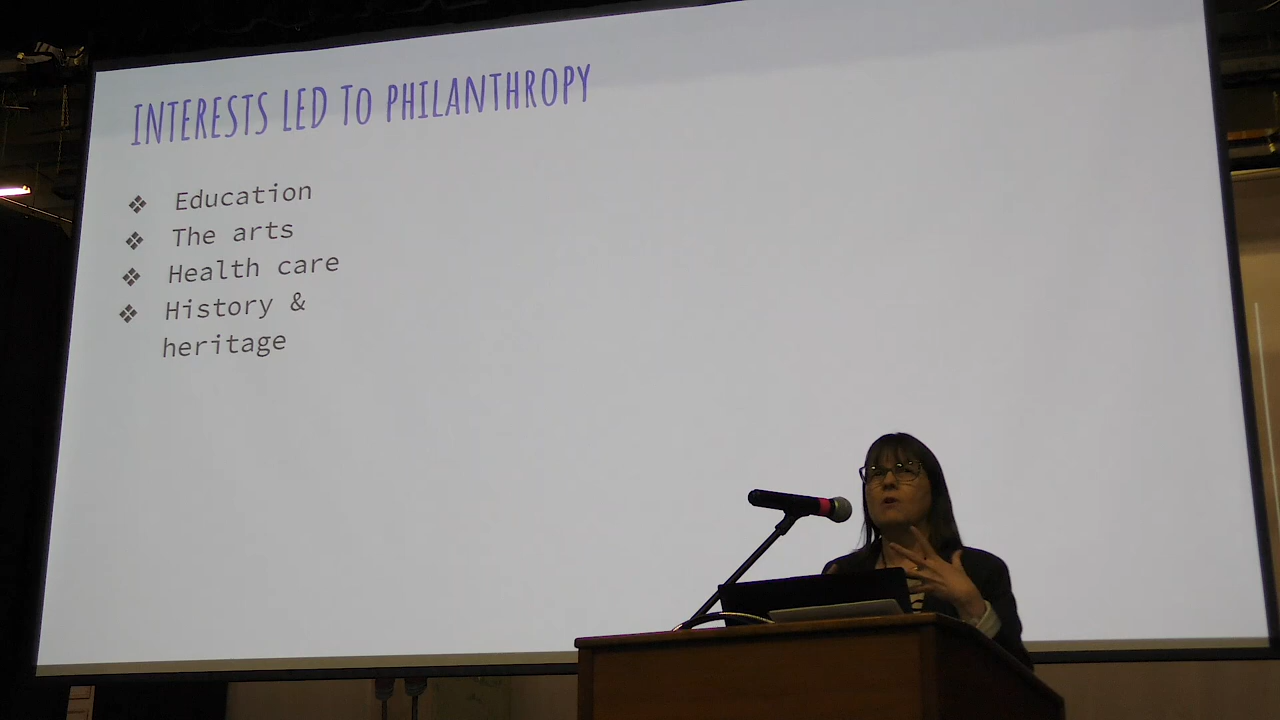 INTERESTS LED TO PHILANTHROPY
❖ Education
❖ The arts
❖ Health care
❖ History &
heritage